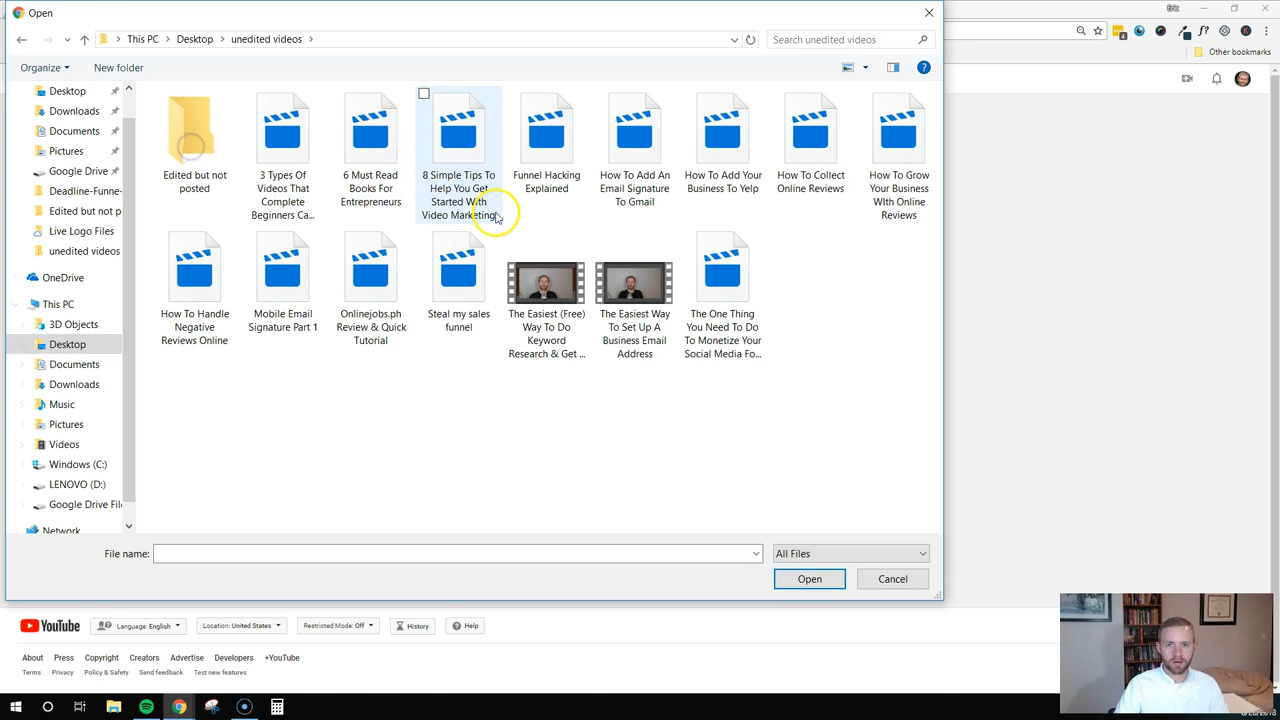 Open
Eric
This PC
Desktop
unedited videos
Search unedited videos
4
Other bookmarks
Organize
New folder
Desktop
Downloads
Documents
Pictures
Google Drive
Deadline-Funne
Edited but not p
Live Logo Files
unedited videos
OneDrive
This PC
3D Objects
Desktop
Documents
Downloads
Music
Pictures
Videos
Windows (C:)
LENOVO (D:)
Google Drive Fil
Network
Edited but not
posted
3 Types Of
Videos That
Complete
Beginners Ca...
6 Must Read
Books For
Entrepreneurs
8 Simple Tips To
Help You Get
Started With
Video Marketing
Funnel Hacking
Explained
How To Add An
Email Signature
To Gmail
How To Add Your
Business To Yelp
How To Collect
Online Reviews
How To Grow
Your Business
WIth Online
Reviews
How To Handle
Negative
Reviews Online
Mobile Email
Signature Part 1
Onlinejobs.ph
Review & Quick
Tutorial
Steal my sales
funnel
The Easiest (Free)
Way To Do
Keyword
Research & Get ...
The Easiest Way
To Set Up A
Business Email
Address
The One Thing
You Need To Do
To Monetize Your
Social Media Fo...
File name:
All Files
Open
Cancel
YouTube
Language: English
Location: United States
Restricted Mode: Off
History
Help
About Press Copyright Creators Advertise Developers +YouTube
Terms Privacy Policy & Safety Send feedback Test new features